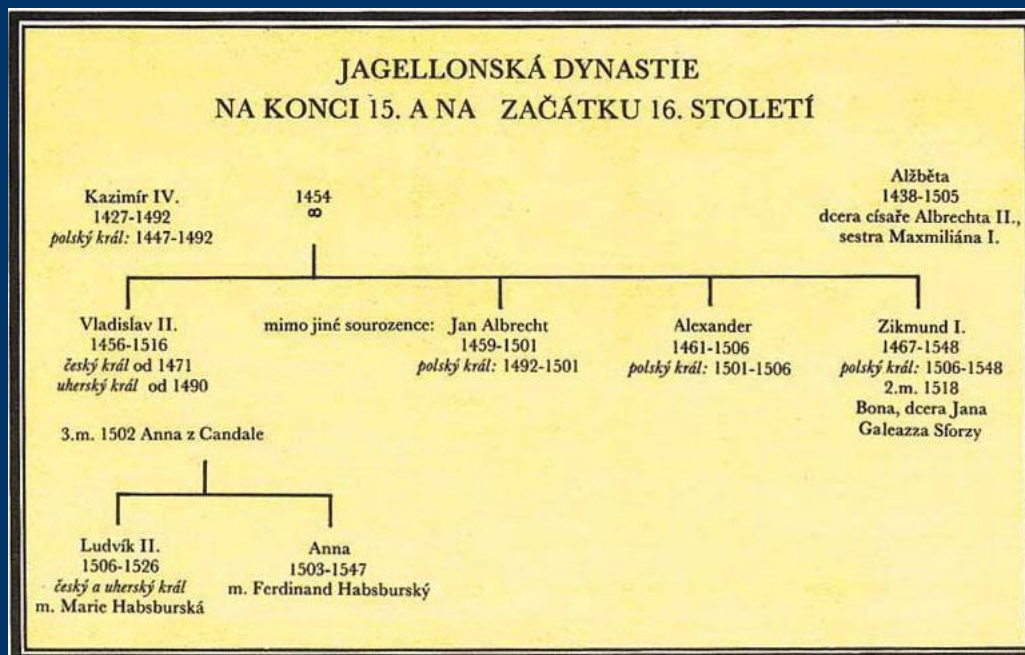 JAGELLONSKÁ DYNASTIE
NA KONCI 15. A NA ZAČÁTKU 16. STOLETÍ
Kazimír IV.
1427-1492
polský král: 1447-1492
1454
∞
Alžběta
1438-1505
dcera císaře Albrechta II.,
sestra Maxmiliána I.
Vladislav II.
1456-1516
český král od 1471
uherský král od 1490
3.m. 1502 Anna z Candale
mimo jiné sourozence:
Jan Albrecht
1459-1501
polský král: 1492-1501
Alexander
1461-1506
polský král: 1501-1506
Zikmund I.
1467-1548
polský král: 1506-1548
2.m. 1518
Bona, dcera Jana
Galeazza Sforzy
Ludvík II.
1506-1526
český a uherský král
m. Marie Habsburská
Anna
1503-1547
m. Ferdinand Habsburský